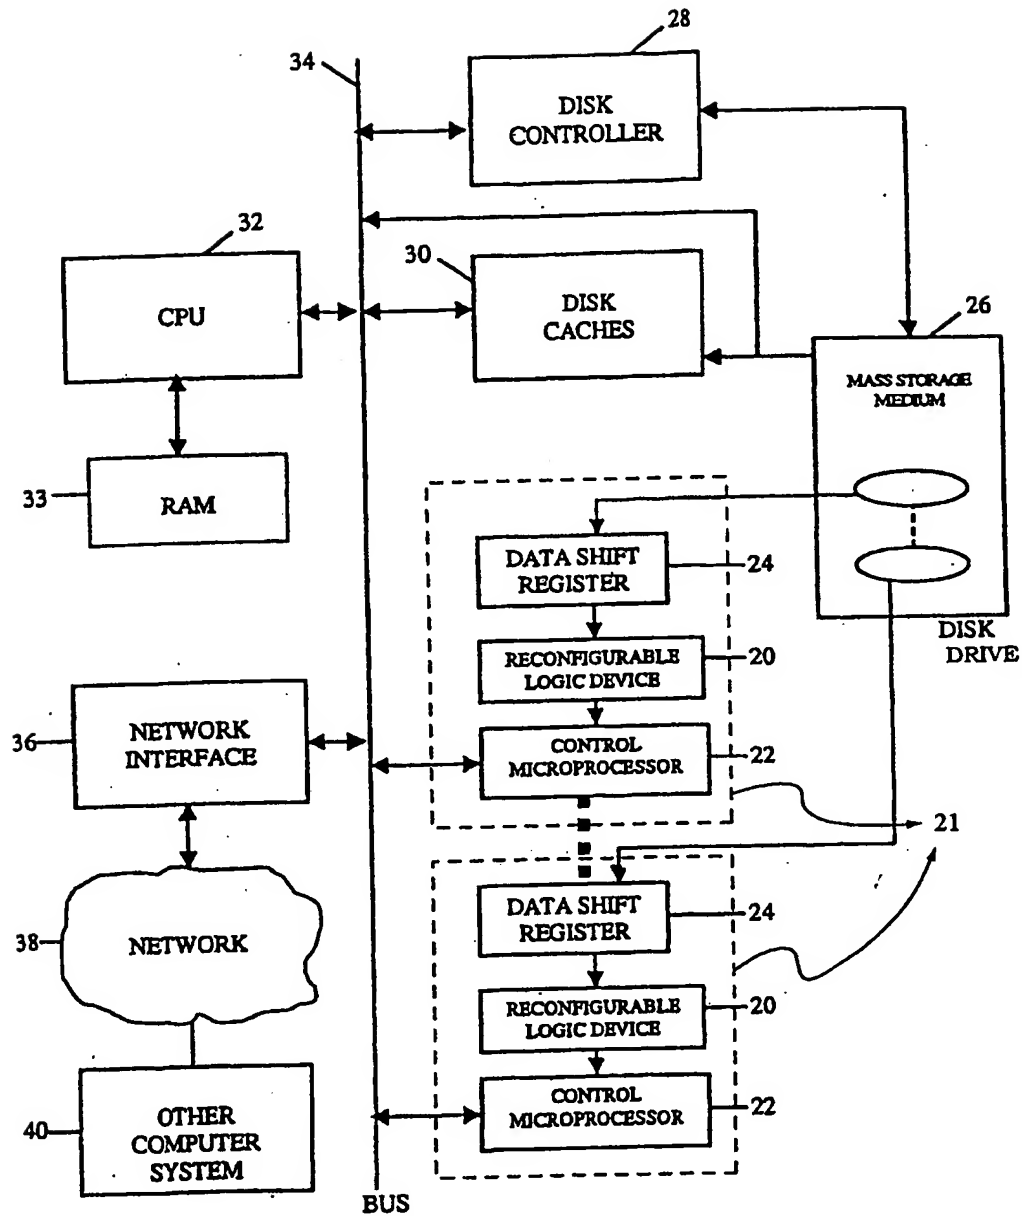 28
34
DISK
CONTROLLER
32
30
CPU
DISK
CACHES
26
MASS STORAGE
MEDIUM
33
RAM
DATA SHIFT
REGISTER
24
DISK
DRIVE
RECONFIGURABLE
LOGIC DEVICE
20
36
NETWORK
INTERFACE
CONTROL
MICROPROCESSOR
22
21
38
NETWORK
DATA SHIFT
REGISTER
24
RECONFIGURABLE
LOGIC DEVICE
20
40
OTHER
COMPUTER
SYSTEM
CONTROL
MICROPROCESSOR
22
BUS